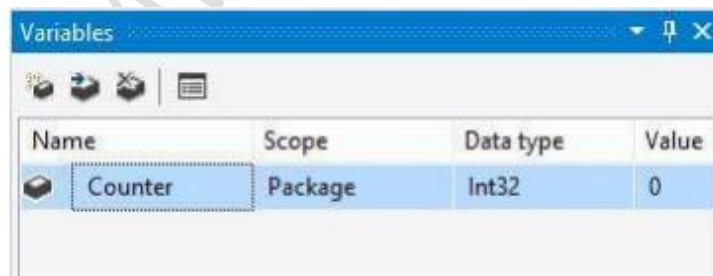 Variables
Name Scope Data type Value
Counter Package Int32 0